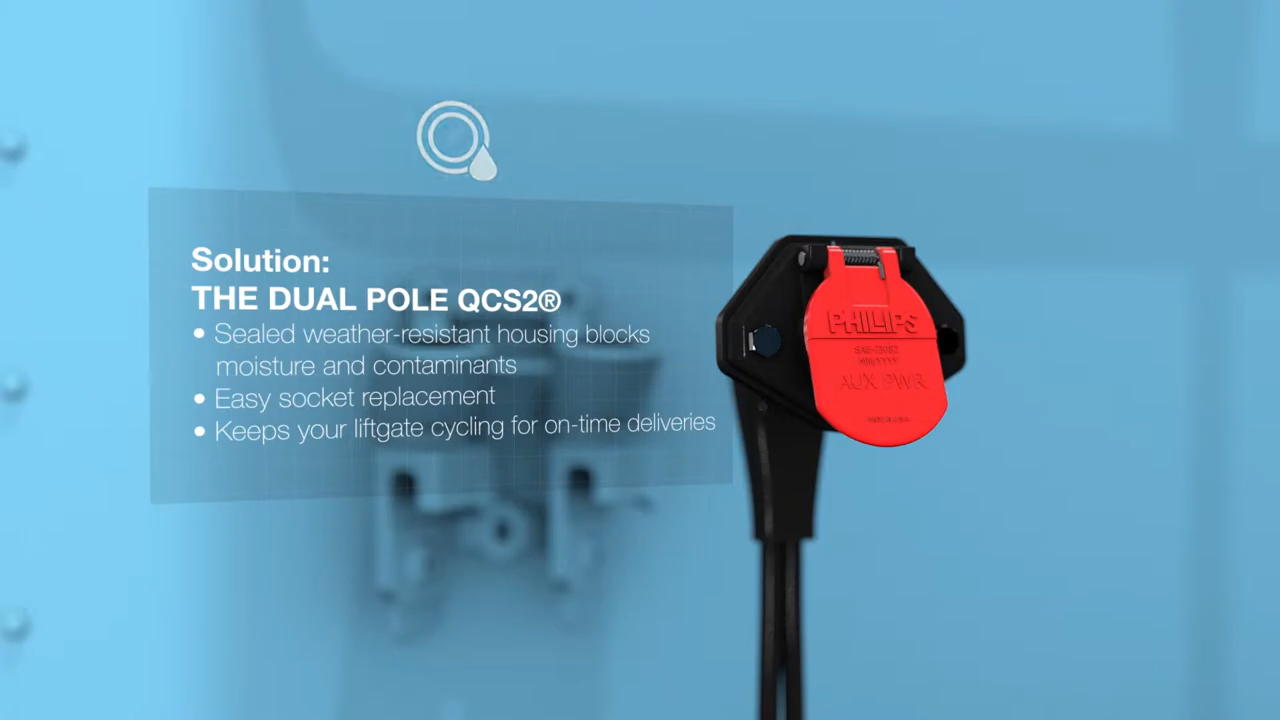 Solution:
THE DUAL POLE QCS2®
• Sealed weather-resistant housing blocks
moisture and contaminants
• Easy socket replacement
• Keeps your liftgate cycling for on-time deliveries
PHILLIPS
AUX PWR